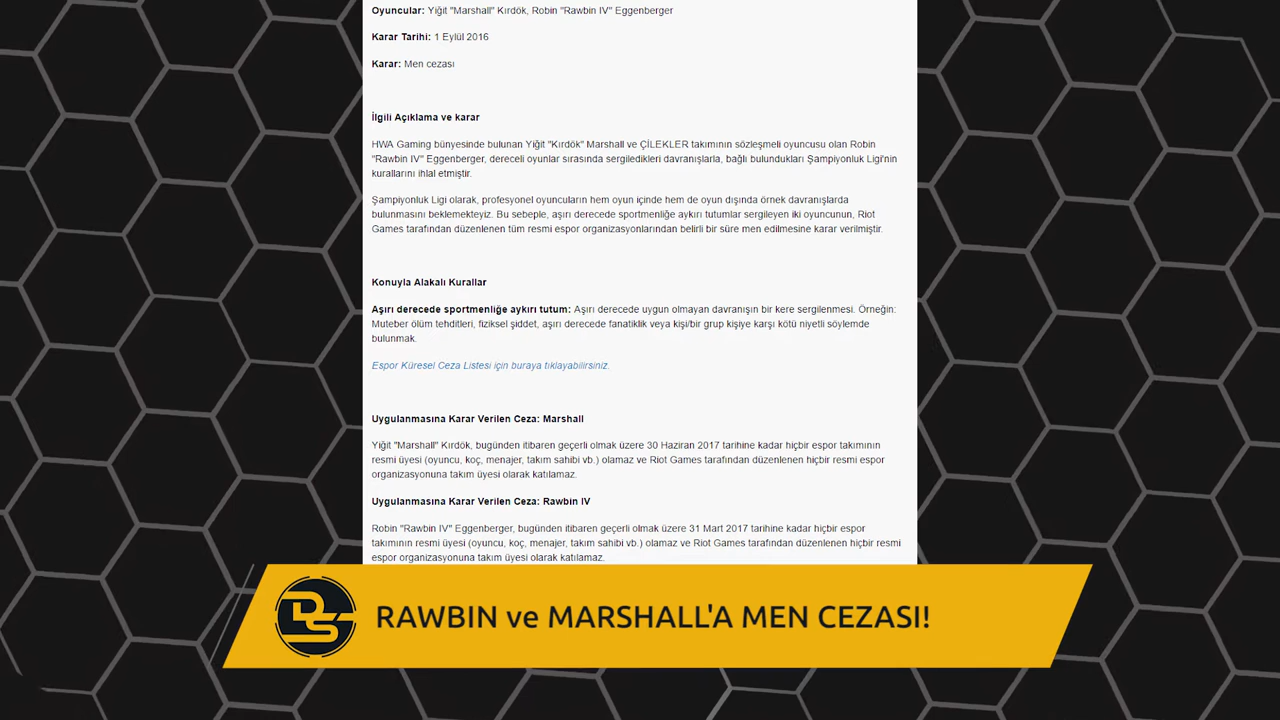 Oyuncular: Yiğit "Marshall" Kırdök, Robin "Rawbin IV" Eggenberger
Karar Tarihi: 1 Eylül 2016
Karar: Men cezası
İlgili Açıklama ve karar
HWA Gaming bünyesinde bulunan Yiğit "Kırdök" Marshall ve ÇİLEKLER takımının sözleşmeli oyuncusu olan Robin
"Rawbin IV" Eggenberger, dereceli oyunlar sırasında sergiledikleri davranışlarla, bağlı bulundukları Şampiyonluk Ligi'nin
kurallarını ihlal etmiştir.
Şampiyonluk Ligi olarak, profesyonel oyuncuların hem oyun içinde hem de oyun dışında örnek davranışlarda
bulunmasını beklemekteyiz. Bu sebeple, aşırı derecede sportmenliğe aykırı tutumlar sergileyen iki oyuncunun, Riot
Games tarafından düzenlenen tüm resmi espor organizasyonlarından belirli bir süre men edilmesine karar verilmiştir.
Konuyla Alakalı Kurallar
Aşırı derecede sportmenliğe aykırı tutum: Aşırı derecede uygun olmayan davranışın bir kere sergilenmesi. Örneğin:
Muteber ölüm tehditleri, fiziksel şiddet, aşırı derecede fanatiklik veya kişi/bir grup kişiye karşı kötü niyetli söylemde
bulunmak.
Espor Küresel Ceza Listesi için buraya tıklayabilirsiniz.
Uygulanmasına Karar Verilen Ceza: Marshall
Yiğit "Marshall" Kırdök, bugünden itibaren geçerli olmak üzere 30 Haziran 2017 tarihine kadar hiçbir espor takımının
resmi üyesi (oyuncu, koç, menajer, takım sahibi vb.) olamaz ve Riot Games tarafından düzenlenen hiçbir resmi espor
organizasyonuna takım üyesi olarak katılamaz.
Uygulanmasına Karar Verilen Ceza: Rawbin IV
Robin "Rawbin IV" Eggenberger, bugünden itibaren geçerli olmak üzere 31 Mart 2017 tarihine kadar hiçbir espor
takımının resmi üyesi (oyuncu, koç, menajer, takım sahibi vb.) olamaz ve Riot Games tarafından düzenlenen hiçbir resmi
espor organizasyonuna takım üyesi olarak katılamaz.
DS
RAWBIN ve MARSHALL'A MEN CEZASI!